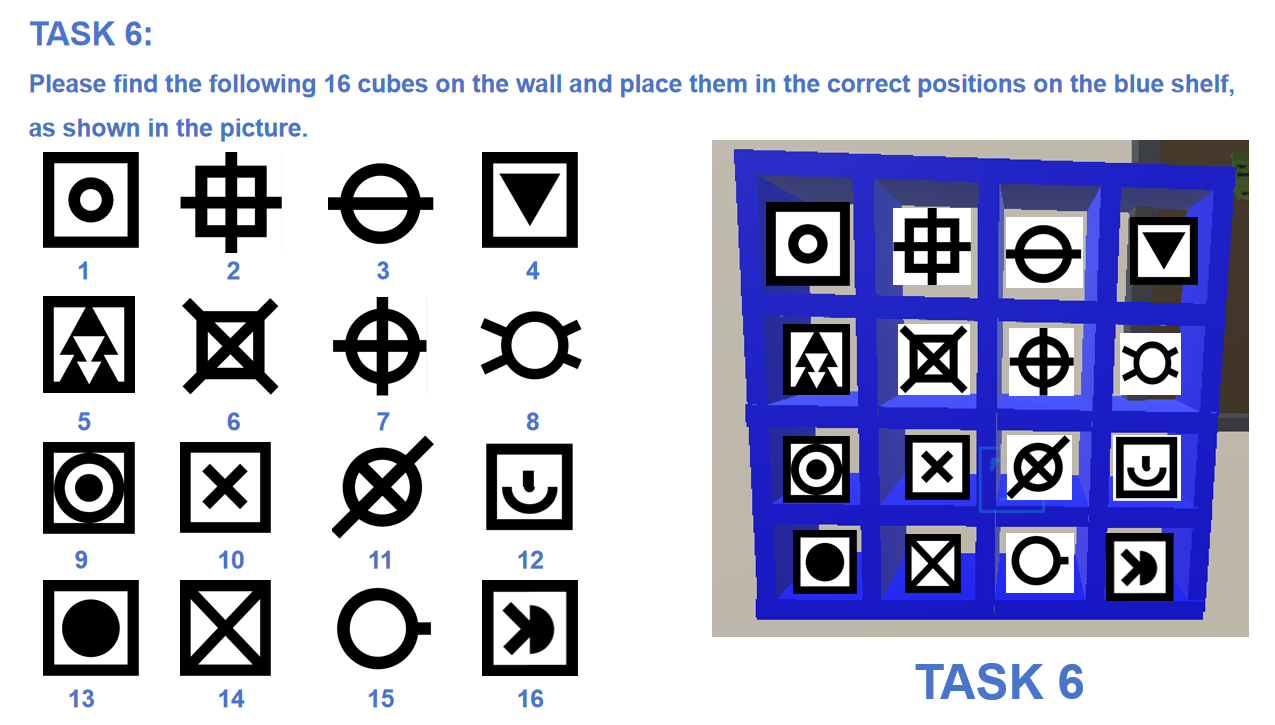 TASK 6:
Please find the following 16 cubes on the wall and place them in the correct positions on the blue shelf,
as shown in the picture.
1 2 3 4
5 6 7 8
9 10 11 12
13 14 15 16
TASK 6